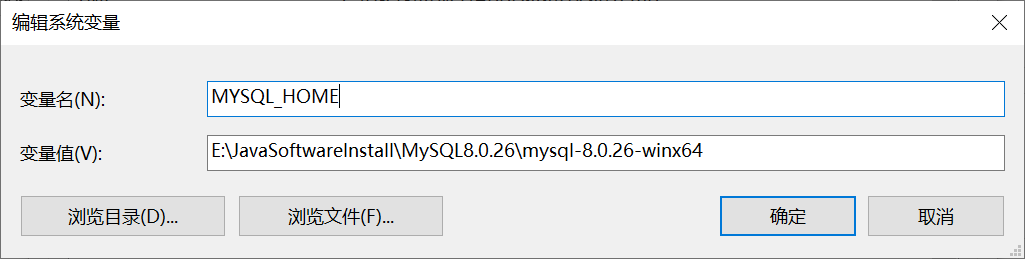 编辑系统变量
变量名(N):
MYSQL_HOME
变量值(V):
E:\JavaSoftwareInstall\MySQL8.0.26\mysql-8.0.26-winx64
浏览目录(D)...
浏览文件(F)...
确定
取消